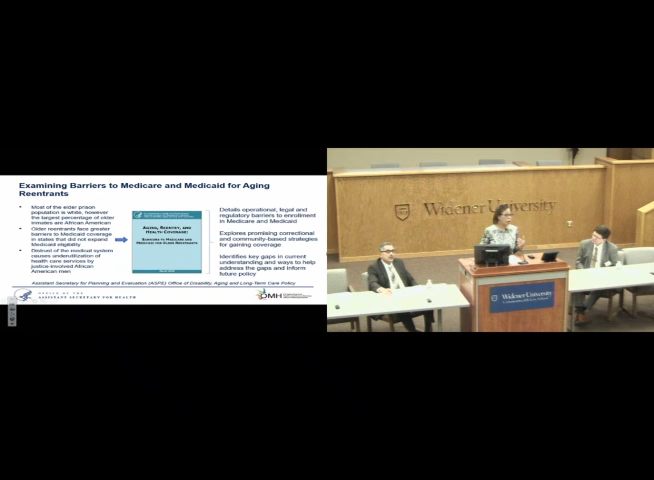 Examining Barriers to Medicare and Medicaid for Aging
Reentrants
Most of the elder prison
population is white, however
the largest percentage of older
inmates are African American
Older reentrants face greater
barriers to Medicaid coverage
in states that did not expand
Medicaid eligibility
Distrust of the medical system
causes underutilization of
health care services by
justice-involved African
American men
AGING, REENTRY, AND
HEALTH COVERAGE:
BARRIERS TO MEDICARE AND
MEDICAID FOR OLDER REENTRANTS
Details operational, legal and
regulatory barriers to enrollment
in Medicare and Medicaid
Explores promising correctional
and community-based strategies
for gaining coverage
Identifies key gaps in current
understanding and ways to help
address the gaps and inform
future policy
Assistant Secretary for Planning and Evaluation (ASPE) Office of Disability, Aging and Long-Term Care Policy
OFFICE OF THE
ASSISTANT SECRETARY FOR HEALTH
OMH
Widener University
Widener University